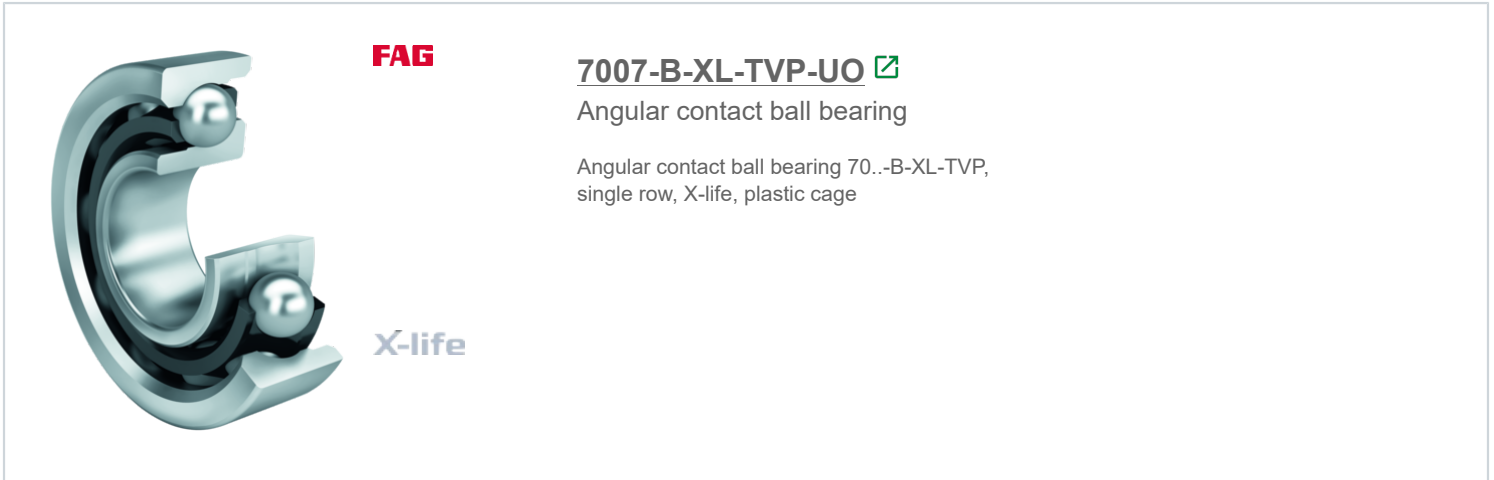 FAG
7007-B-XL-TVP-UO
Angular contact ball bearing
Angular contact ball bearing 70..-B-XL-TVP,
single row, X-life, plastic cage
X-life